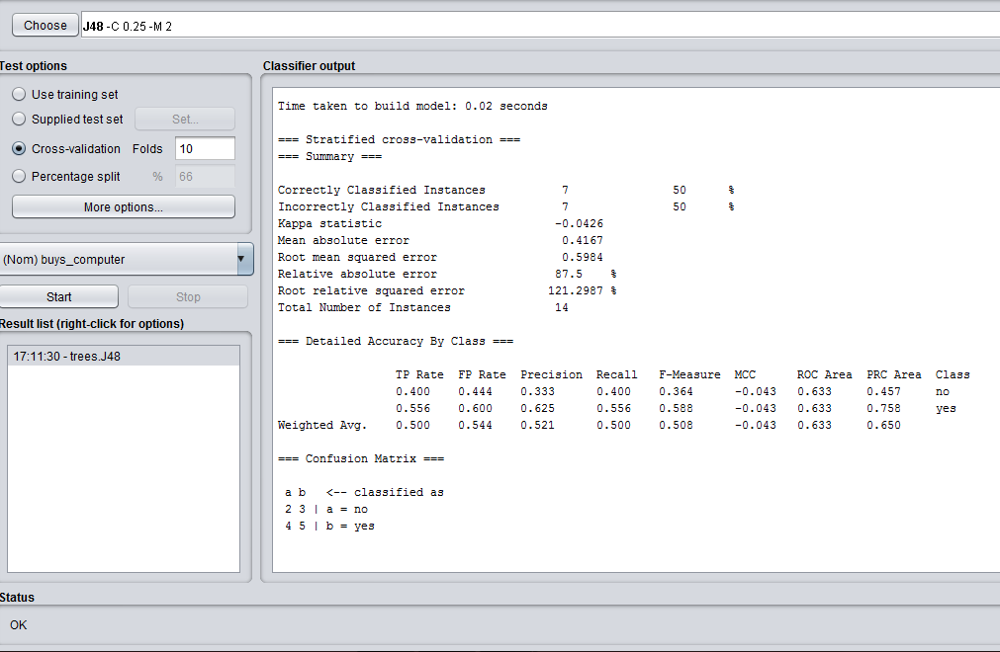 Choose J48 -C 0.25 -M 2
Test options
Use training set
Supplied test set Set...
Cross-validation Folds 10
Percentage split % 66
More options...
(Nom) buys_computer
Start Stop
Result list (right-click for options)
17:11:30 - trees.J48
Classifier output
Time taken to build model: 0.02 seconds
=== Stratified cross-validation ===
=== Summary ===
Correctly Classified Instances 7 50 %
Incorrectly Classified Instances 7 50 %
Kappa statistic -0.0426
Mean absolute error 0.4167
Root mean squared error 0.5984
Relative absolute error 87.5 %
Root relative squared error 121.2987 %
Total Number of Instances 14
=== Detailed Accuracy By Class ===
TP Rate FP Rate Precision Recall F-Measure MCC ROC Area PRC Area Class
0.400 0.444 0.333 0.400 0.364 -0.043 0.633 0.457 no
0.556 0.600 0.625 0.556 0.588 -0.043 0.633 0.758 yes
Weighted Avg. 0.500 0.544 0.521 0.500 0.508 -0.043 0.633 0.650
=== Confusion Matrix ===
a b <-- classified as
2 3 | a = no
4 5 | b = yes
Status
OK